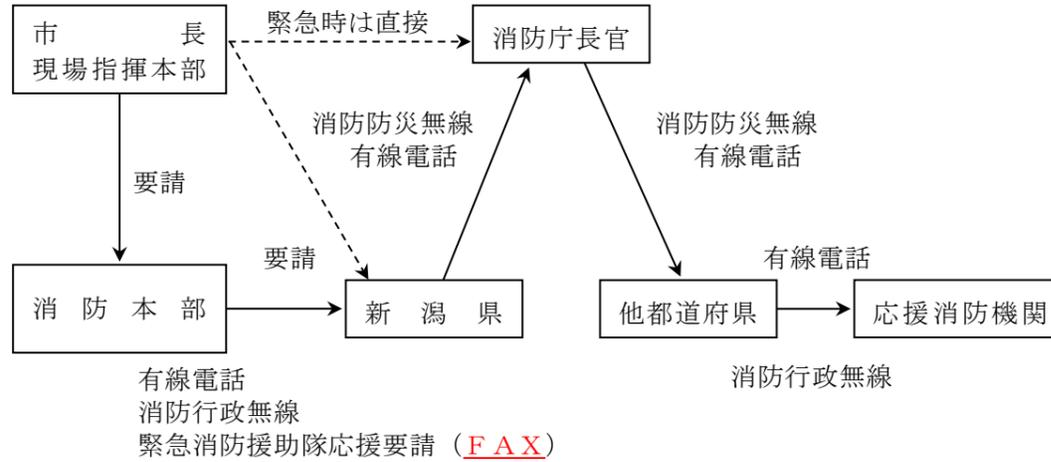 市長
現場指揮本部
緊急時は直接
消防庁長官
消防防災無線
有線電話
消防防災無線
有線電話
要請
消防本部
要請
新潟県
他都道府県
有線電話
応援消防機関
消防行政無線
有線電話
消防行政無線
緊急消防援助隊応援要請（ＦＡＸ）